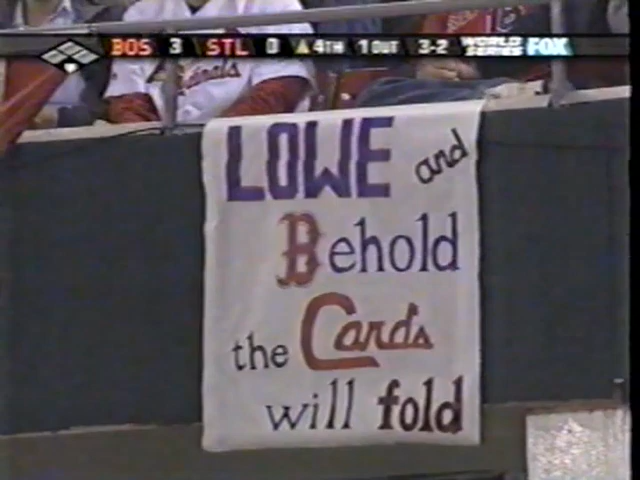 BOS 3 STL 0 ▲4TH 1 OUT 3-2 WORLD SERIES FOX
LOWE and
Behold
the Cards
will fold